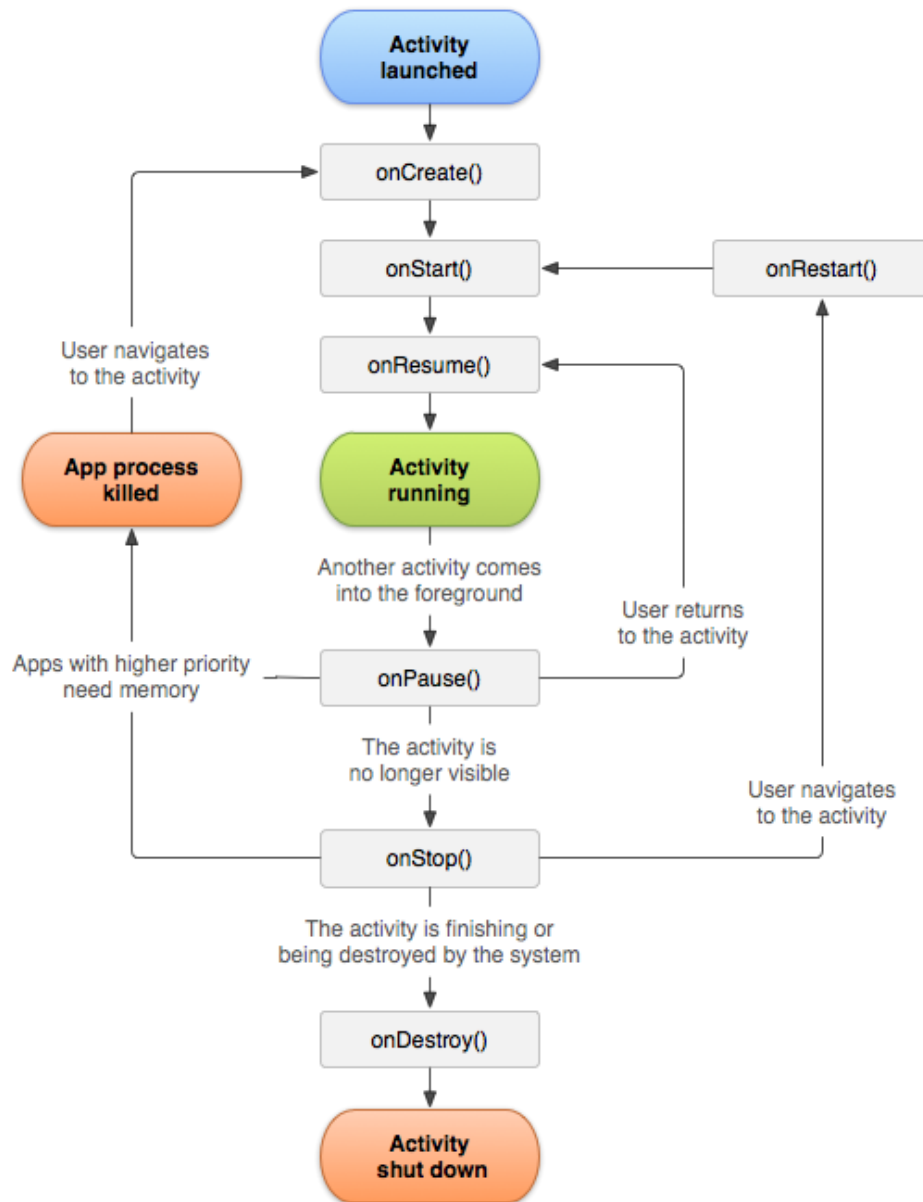 Activity
launched
onCreate()
onStart()
onRestart()
User navigates
to the activity
onResume()
App process
killed
Activity
running
Another activity comes
into the foreground
User returns
to the activity
Apps with higher priority
need memory
onPause()
The activity is
no longer visible
User navigates
to the activity
onStop()
The activity is finishing or
being destroyed by the system
onDestroy()
Activity
shut down